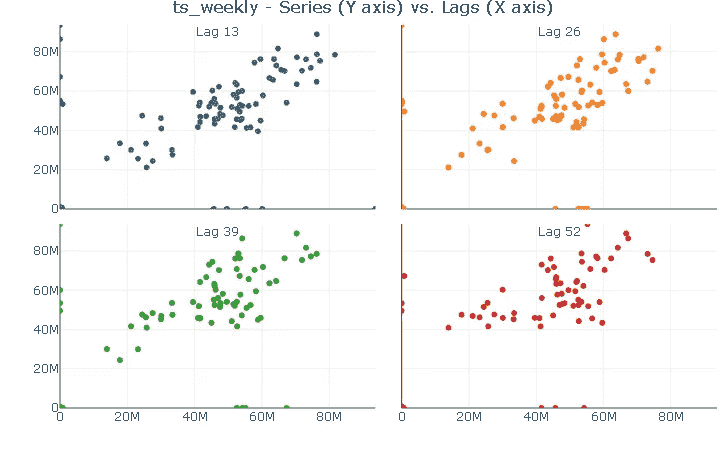 ts_weekly - Series (Y axis) vs. Lags (X axis)
Lag 13
Lag 26
80M
60M
40M
20M
0
Lag 39
Lag 52
80M
60M
40M
20M
0
0 20M 40M 60M 80M 0 20M 40M 60M 80M